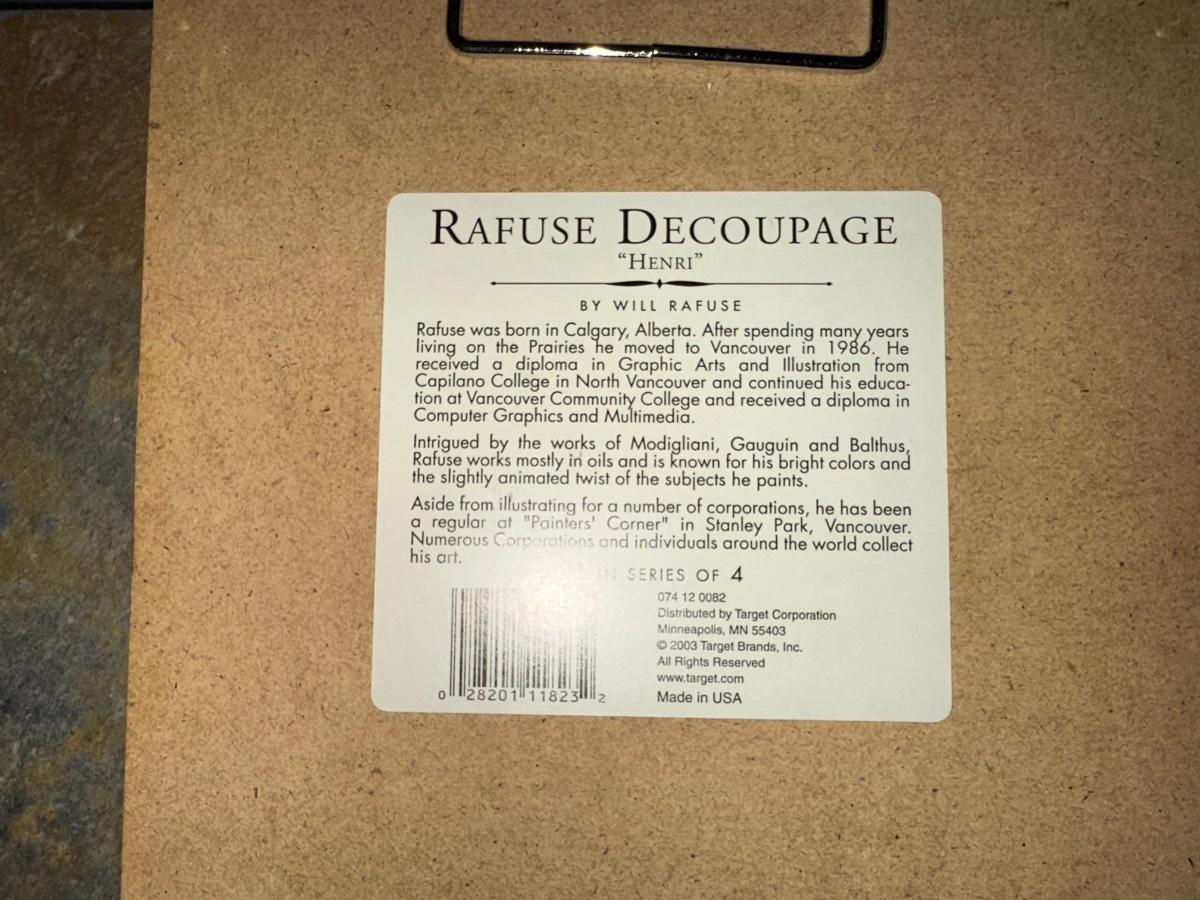 RAFUSE DECOUPAGE
“HENRI”
BY WILL RAFUSE
Rafuse was born in Calgary, Alberta. After spending many years
living on the Prairies he moved to Vancouver in 1986. He
received a diploma in Graphic Arts and Illustration from
Capilano College in North Vancouver and continued his educa-
tion at Vancouver Community College and received a diploma in
Computer Graphics and Multimedia.
Intrigued by the works of Modigliani, Gauguin and Balthus,
Rafuse works mostly in oils and is known for his bright colors and
the slightly animated twist of the subjects he paints.
Aside from illustrating for a number of corporations, he has been
a regular at "Painters' Corner" in Stanley Park, Vancouver.
Numerous Corporations and individuals around the world collect
his art.
IN SERIES OF 4
074 12 0082
Distributed by Target Corporation
Minneapolis, MN 55403
© 2003 Target Brands, Inc.
All Rights Reserved
www.target.com
Made in USA
0 28201 11823 2